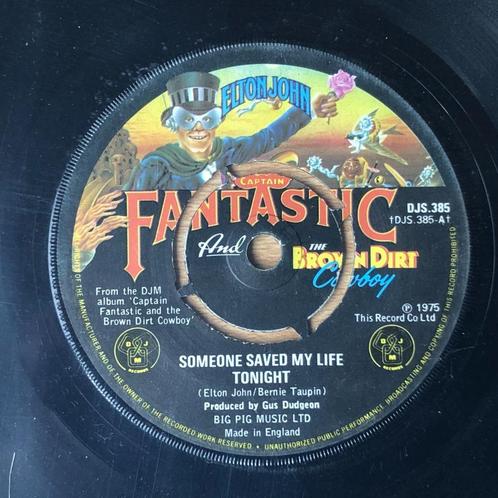 ELTON JOHN
CAPTAIN
FANTASTIC
And
THE
BROWN DIRT
Cowboy
DJS.385
†DJS.385-A†
From the DJM
album 'Captain
Fantastic and the
Brown Dirt Cowboy'
℗ 1975
This Record Co Ltd
DJM
RECORDS
DJM
RECORDS
SOMEONE SAVED MY LIFE
TONIGHT
(Elton John/Bernie Taupin)
Produced by Gus Dudgeon
BIG PIG MUSIC LTD
Made in England
RIGHTS OF THE MANUFACTURER AND OF THE OWNER OF THE RECORDED WORK RESERVED • UNAUTHORIZED PUBLIC PERFORMANCE, BROADCASTING AND COPYING OF THIS RECORD PROHIBITED